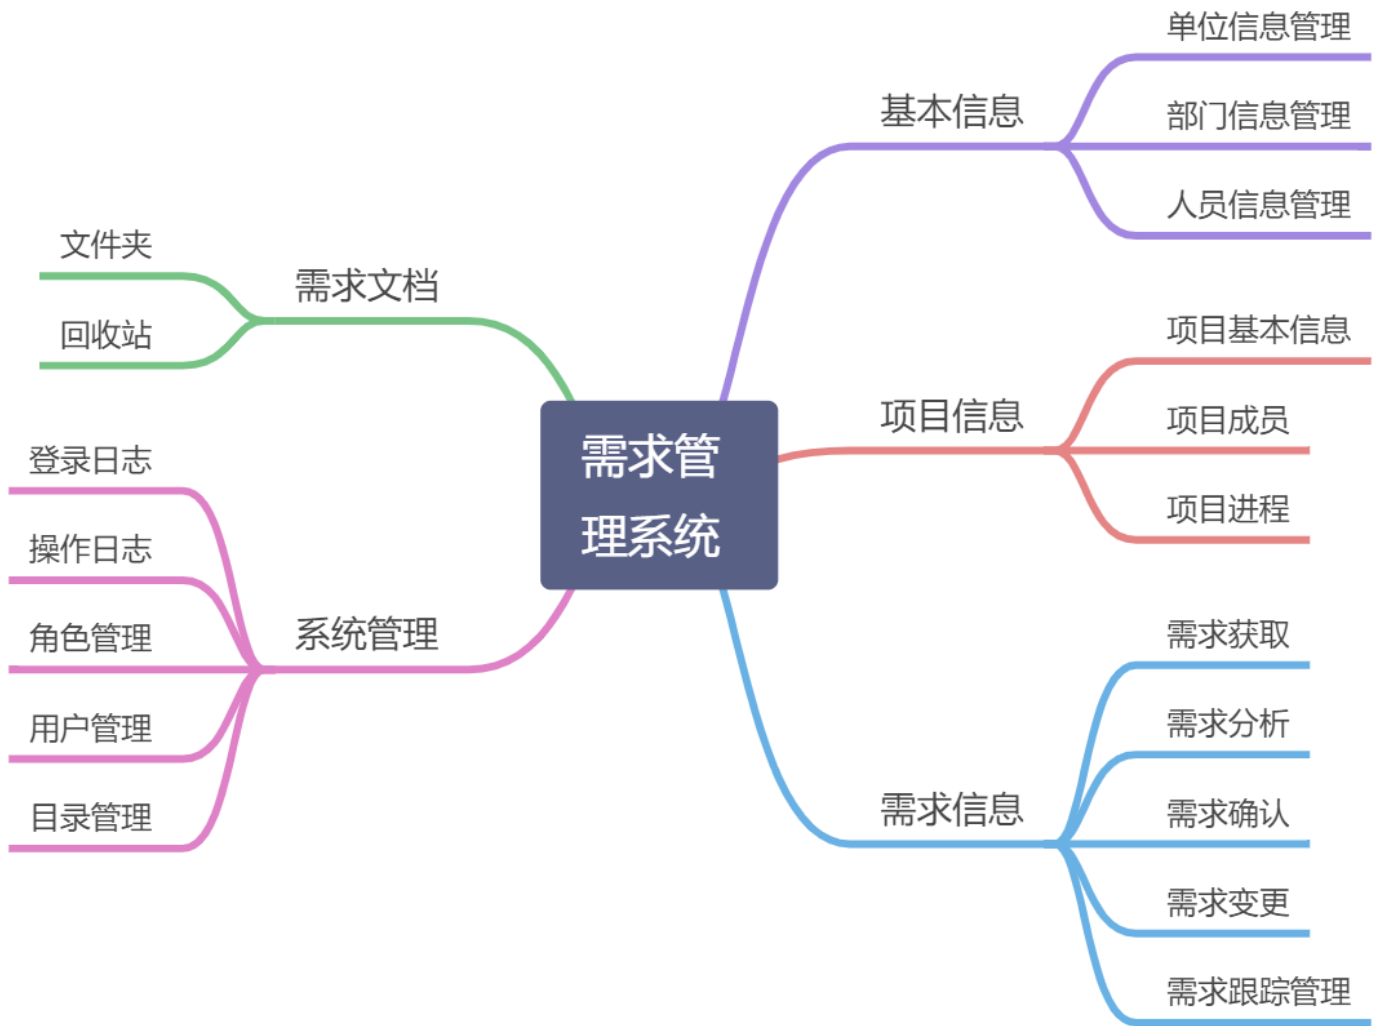 需求管
理系统
基本信息
单位信息管理
部门信息管理
人员信息管理
项目信息
项目基本信息
项目成员
项目进程
需求信息
需求获取
需求分析
需求确认
需求变更
需求跟踪管理
需求文档
文件夹
回收站
系统管理
登录日志
操作日志
角色管理
用户管理
目录管理